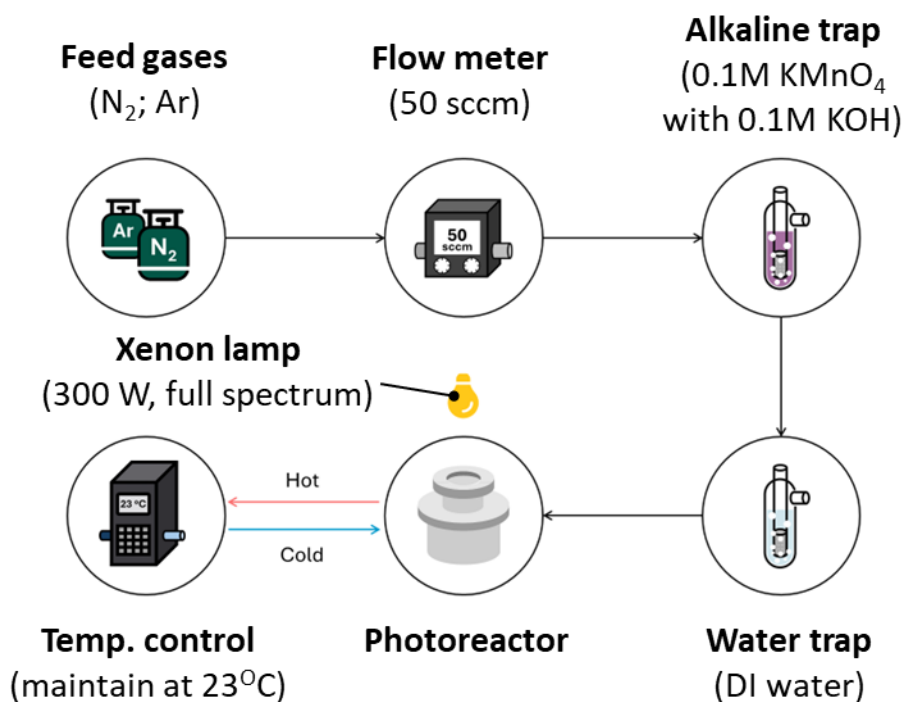 Feed gases
(N₂; Ar)
Flow meter
(50 sccm)
Alkaline trap
(0.1M KMnO₄
with 0.1M KOH)
Ar
N₂
50
sccm
Xenon lamp
(300 W, full spectrum)
23 ºC
Hot
Cold
Temp. control
(maintain at 23ᴼC)
Photoreactor
Water trap
(DI water)